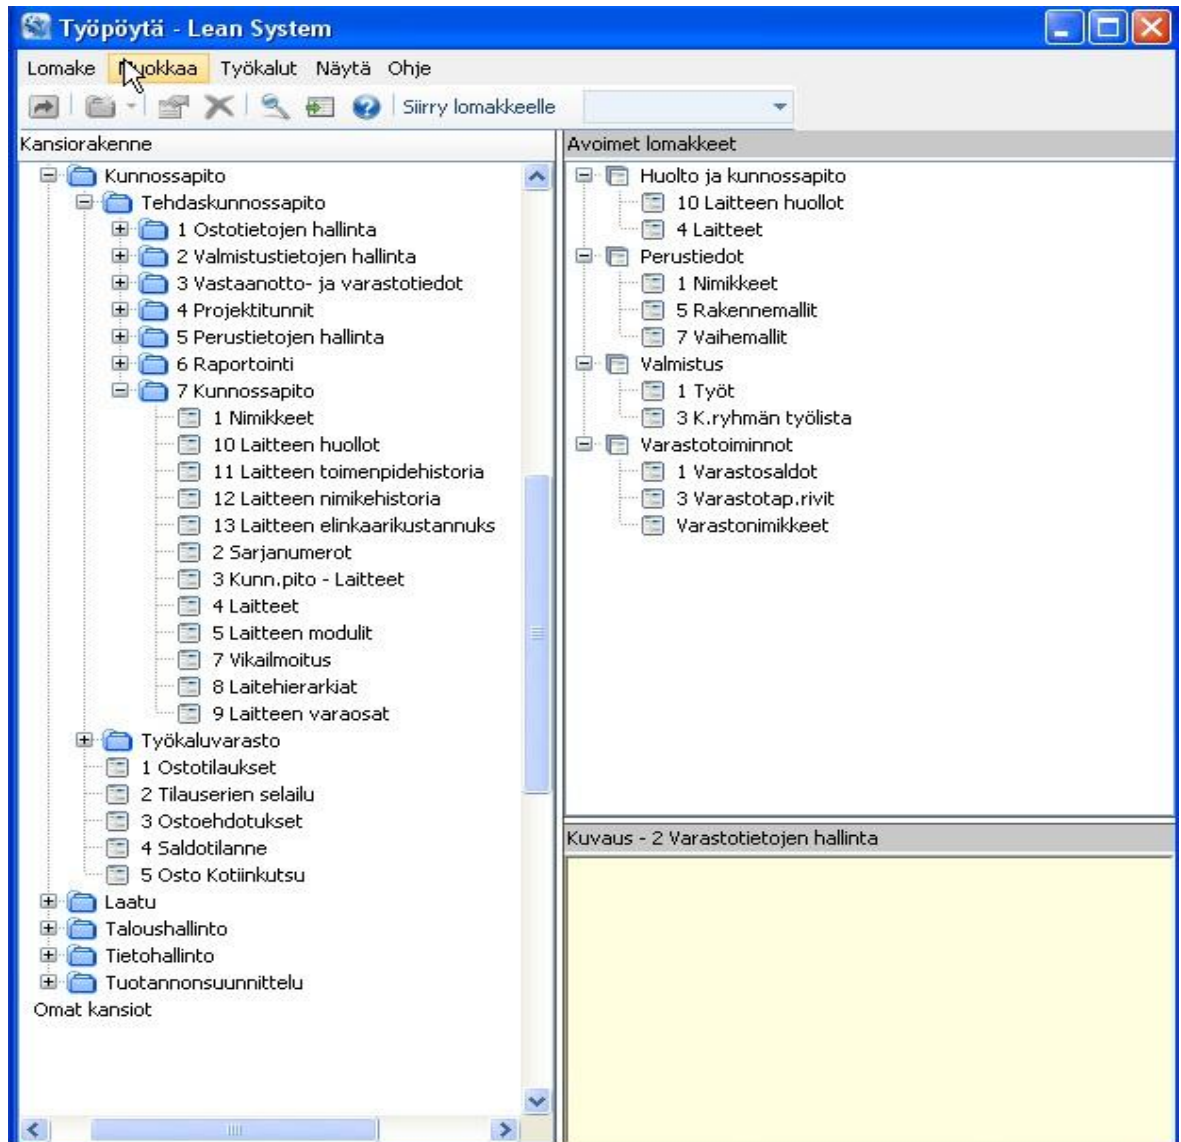 Työpöytä - Lean System
Lomake Muokkaa Työkalut Näytä Ohje
Siirry lomakkeelle
Kansiorakenne
Kunnossapito
Tehdaskunnossapito
1 Ostotietojen hallinta
2 Valmistustietojen hallinta
3 Vastaanotto- ja varastotiedot
4 Projektitunnit
5 Perustietojen hallinta
6 Raportointi
7 Kunnossapito
1 Nimikkeet
10 Laitteen huollot
11 Laitteen toimenpidehistoria
12 Laitteen nimikehistoria
13 Laitteen elinkaarikustannuks
2 Sarjanumerot
3 Kunn.pito - Laitteet
4 Laitteet
5 Laitteen modulit
7 Vikailmoitus
8 Laitehierarkiat
9 Laitteen varaosat
Työkaluvarasto
1 Ostotilaukset
2 Tilauserien selailu
3 Ostoehdotukset
4 Saldotilanne
5 Osto Kotiinkutsu
Laatu
Taloushallinto
Tietohallinto
Tuotannonsuunnittelu
Omat kansiot
Avoimet lomakkeet
Huolto ja kunnossapito
10 Laitteen huollot
4 Laitteet
Perustiedot
1 Nimikkeet
5 Rakennemallit
7 Vaihemallit
Valmistus
1 Työt
3 K.ryhmän työlista
Varastotoiminnot
1 Varastosaldot
3 Varastotap.rivit
Varastonimikkeet
Kuvaus - 2 Varastotietojen hallinta